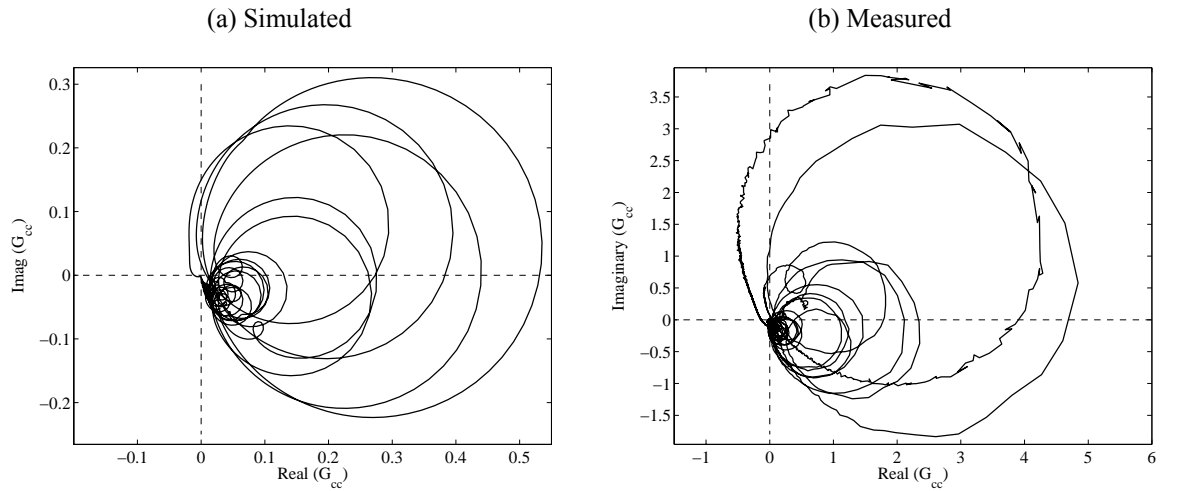 (a) Simulated
(b) Measured
0.3
0.2
0.1
0
−0.1
−0.2
Imag (Gcc)
−0.1 0 0.1 0.2 0.3 0.4 0.5
Real (Gcc)
3.5
3
2.5
2
1.5
1
0.5
0
−0.5
−1
−1.5
Imaginary (Gcc)
−1 0 1 2 3 4 5 6
Real (Gcc)